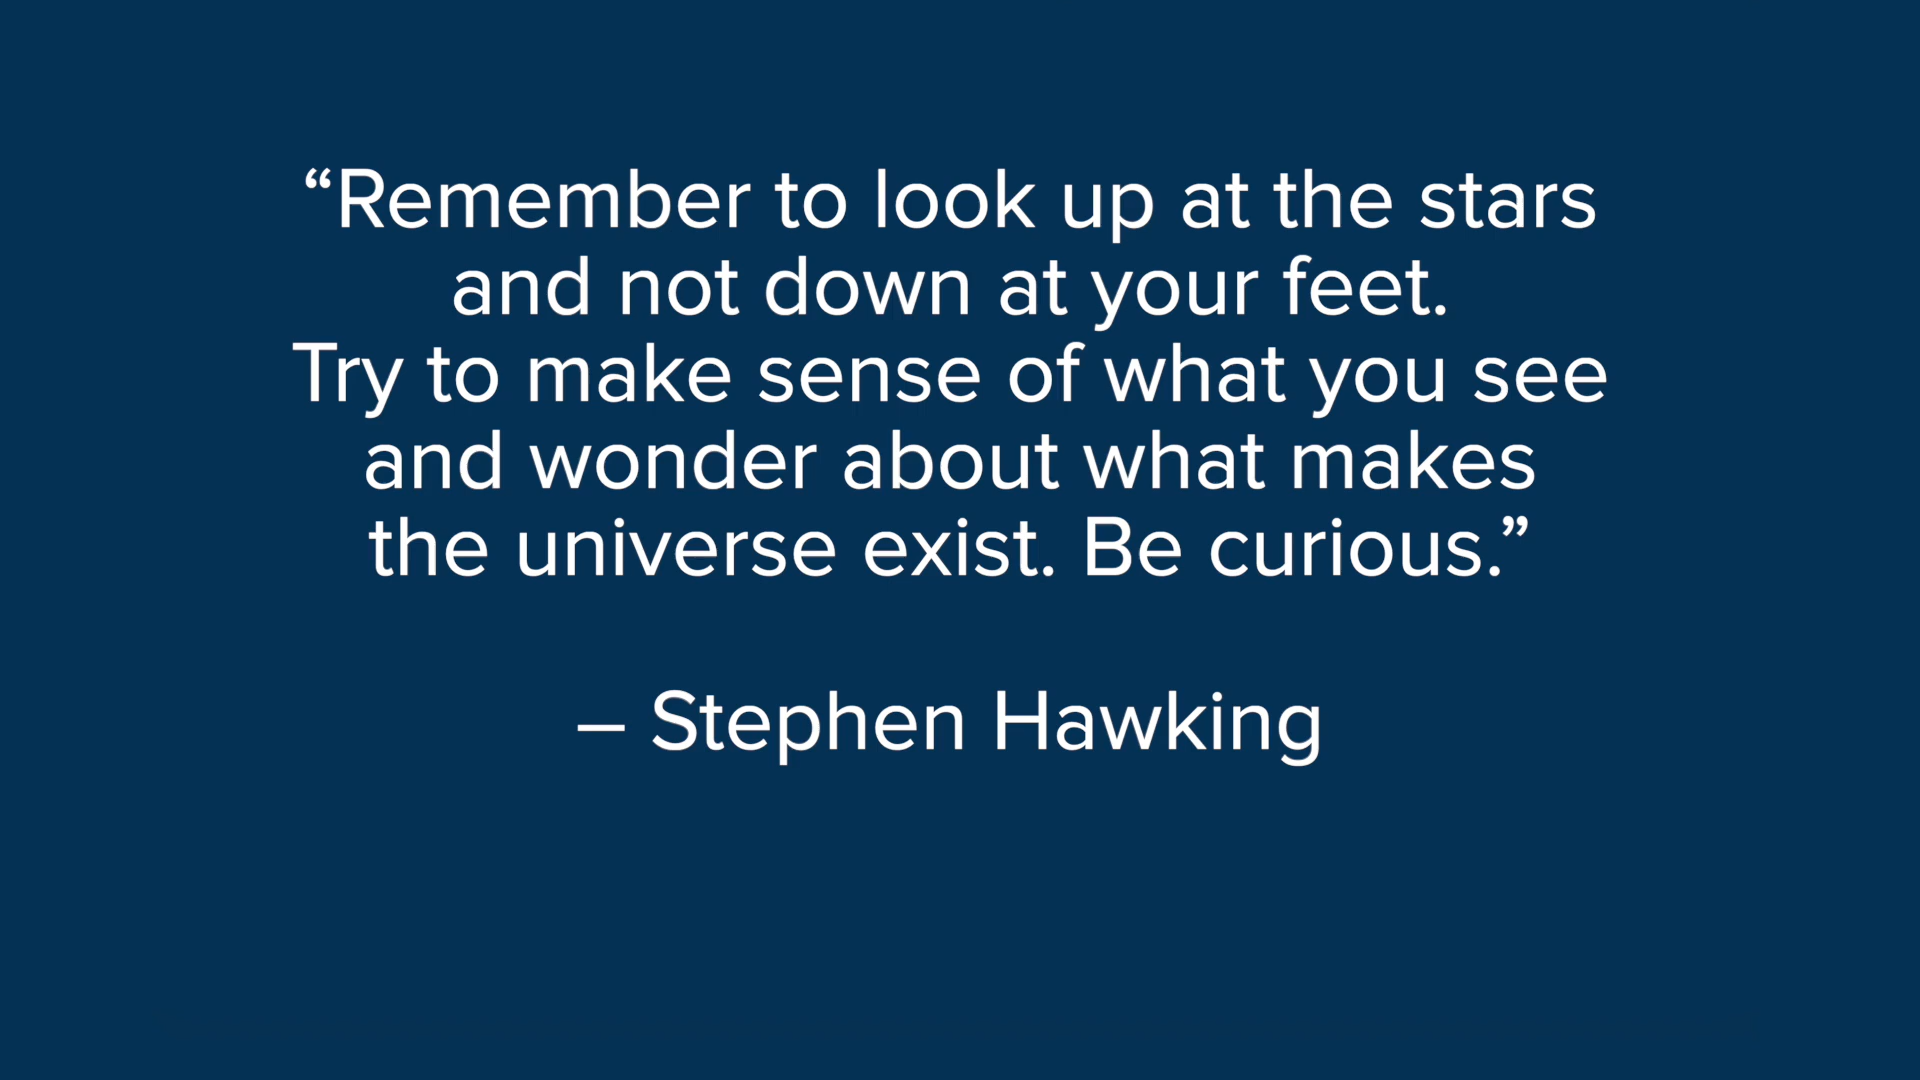 “Remember to look up at the stars
and not down at your feet.
Try to make sense of what you see
and wonder about what makes
the universe exist. Be curious.”
– Stephen Hawking